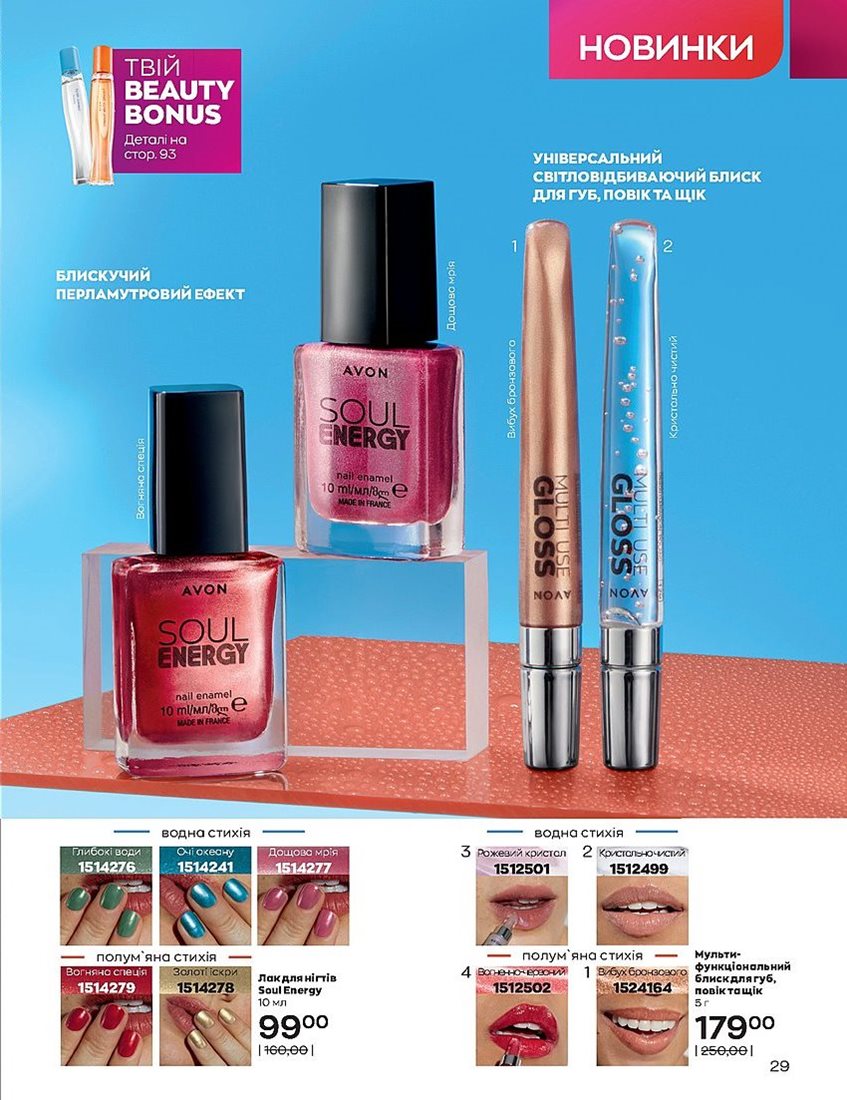 НОВИНКИ
ТВІЙ
BEAUTY
BONUS
Деталі на
стор. 93
УНІВЕРСАЛЬНИЙ
СВІТЛОВІДБИВАЮЧИЙ БЛИСК
ДЛЯ ГУБ, ПОВІК ТА ЩІК
БЛИСКУЧИЙ
ПЕРЛАМУТРОВИЙ ЕФЕКТ
Дощова мрія
1
2
Вибух бронзового
Кристально чистий
AVON
SOUL
ENERGY
nail enamel
10 ml/мл/მლ e
MADE IN FRANCE
Вогняна спеція
AVON
SOUL
ENERGY
nail enamel
10 ml/мл/მლ e
MADE IN FRANCE
MULTI USE
GLOSS
AVON
MULTI USE
GLOSS
AVON
ВОДНА СТИХІЯ
Глибокі води
1514276
Очі океану
1514241
Дощова мрія
1514277
ПОЛУМ`ЯНА СТИХІЯ
Вогняна спеція
1514279
Золоті іскри
1514278
Лак для нігтів
Soul Energy
10 мл
9900
| 160,00 |
ВОДНА СТИХІЯ
3 Рожевий кристал
1512501
2 Кристально чистий
1512499
ПОЛУМ`ЯНА СТИХІЯ
4 Вогненно-червоний
1512502
1 Вибух бронзового
1524164
Мульти-
функціональний
блиск для губ,
повік та щік
5 г
17900
| 250,00 |
29